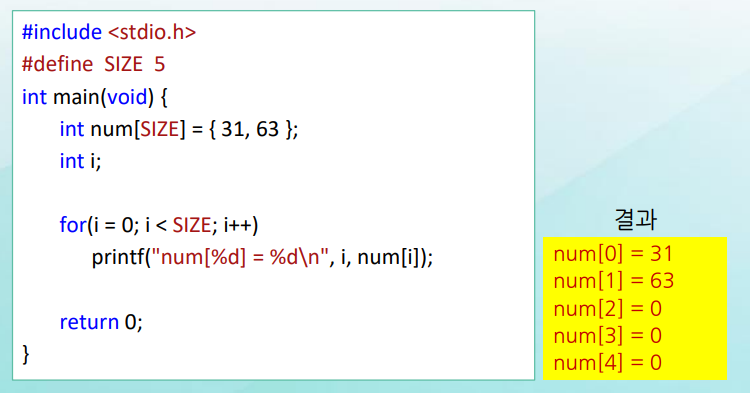 #include <stdio.h>
#define  SIZE  5
int main(void) {
int num[SIZE] = { 31, 63 };
int i;
for(i = 0; i < SIZE; i++)
printf("num[%d] = %d\n", i, num[i]);
return 0;
}
결과
num[0] = 31
num[1] = 63
num[2] = 0
num[3] = 0
num[4] = 0